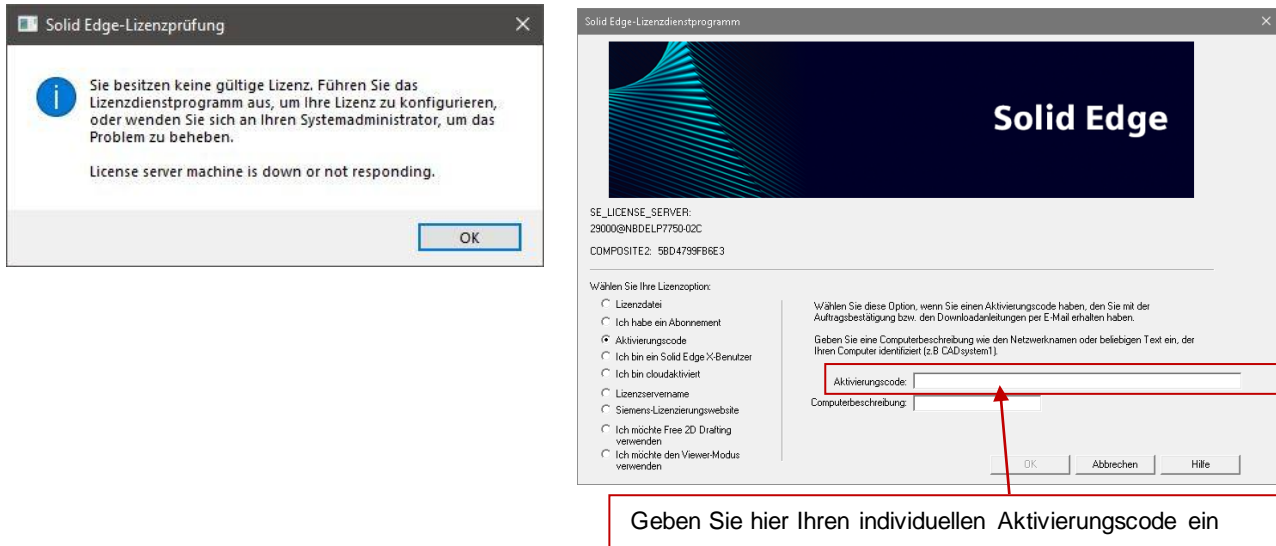 Solid Edge-Lizenzprüfung
Sie besitzen keine gültige Lizenz. Führen Sie das
Lizenzdienstprogramm aus, um Ihre Lizenz zu konfigurieren,
oder wenden Sie sich an Ihren Systemadministrator, um das
Problem zu beheben.
License server machine is down or not responding.
OK
Solid Edge-Lizenzdienstprogramm
Solid Edge
SE_LICENSE_SERVER:
29000@NBDELP7750-02C
COMPOSITE2: 5BD4799FB6E3
Wählen Sie Ihre Lizenzoption:
Lizenzdatei
Ich habe ein Abonnement
Aktivierungscode
Ich bin ein Solid Edge X-Benutzer
Ich bin cloudaktiviert
Lizenzservername
Siemens-Lizenzierungswebsite
Ich möchte Free 2D Drafting
verwenden
Ich möchte den Viewer-Modus
verwenden
Wählen Sie diese Option, wenn Sie einen Aktivierungscode haben, den Sie mit der
Auftragsbestätigung bzw. den Downloadanleitungen per E-Mail erhalten haben.
Geben Sie eine Computerbeschreibung wie den Netzwerknamen oder beliebigen Text ein, der
Ihren Computer identifiziert (z.B CADsystem1).
Aktivierungscode:
Computerbeschreibung:
OK
Abbrechen
Hilfe
Geben Sie hier Ihren individuellen Aktivierungscode ein